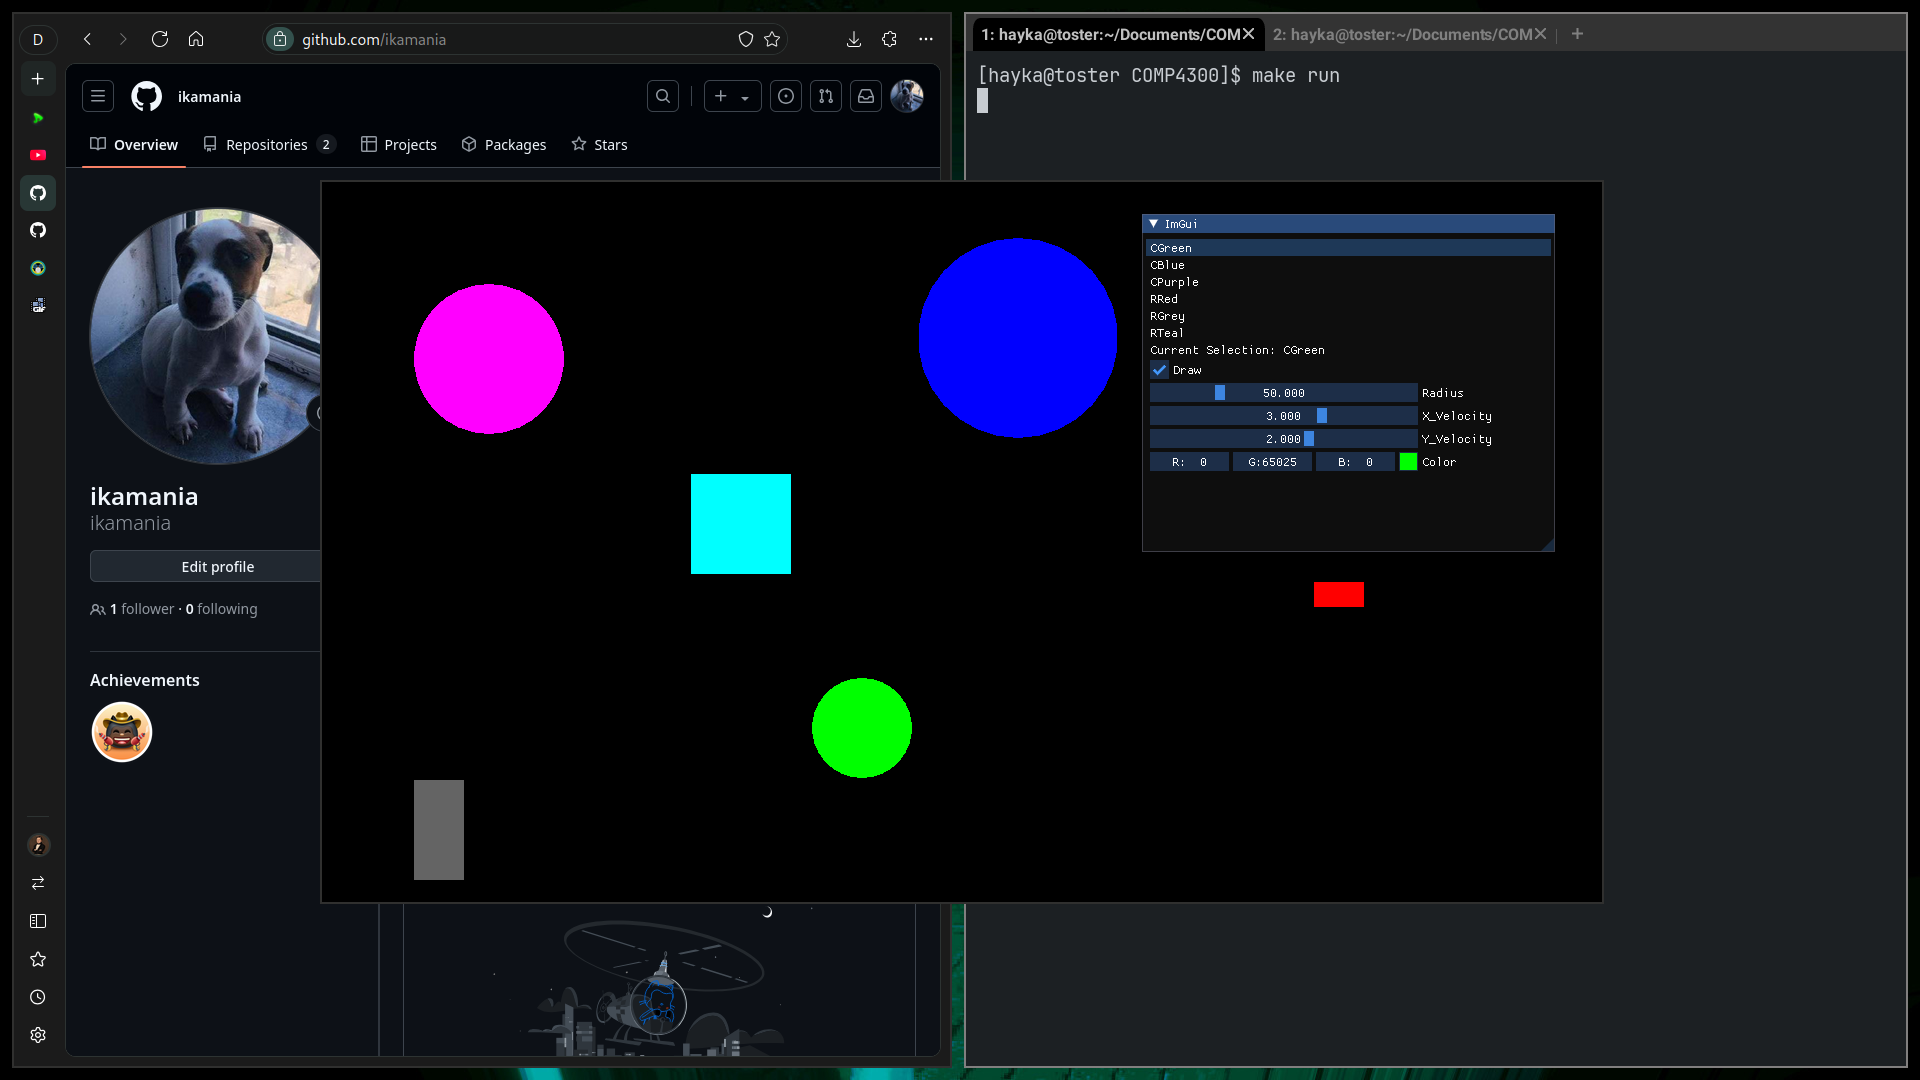 D
github.com/ikamania
ikamania
Overview
Repositories 2
Projects
Packages
Stars
ikamania
ikamania
Edit profile
1 follower · 0 following
Achievements
GIF
1: hayka@toster:~/Documents/COM
2: hayka@toster:~/Documents/COM
[hayka@toster COMP4300]$ make run
ImGui
CGreen
CBlue
CPurple
RRed
RGrey
RTeal
Current Selection: CGreen
Draw
50.000 Radius
3.000 X_Velocity
2.000 Y_Velocity
R: 0 G:65025 B: 0 Color